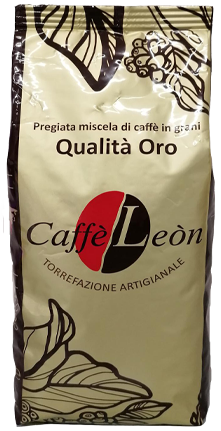 Pregiata miscela di caffè in grani
Qualità Oro
Caffè Leòn
TORREFAZIONE ARTIGIANALE